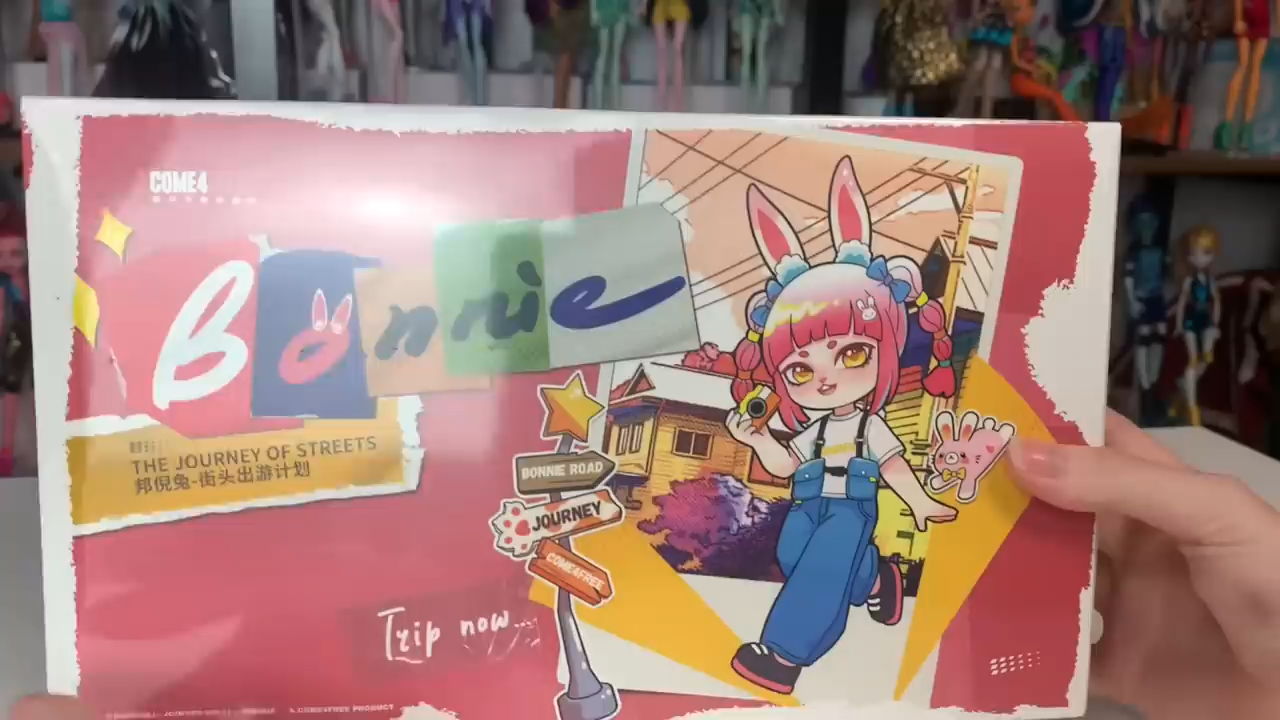 COME4
Bonnie
THE JOURNEY OF STREETS
邦倪兔-街头出游计划
BONNIE ROAD
JOURNEY
COME4FREE
Trip now...